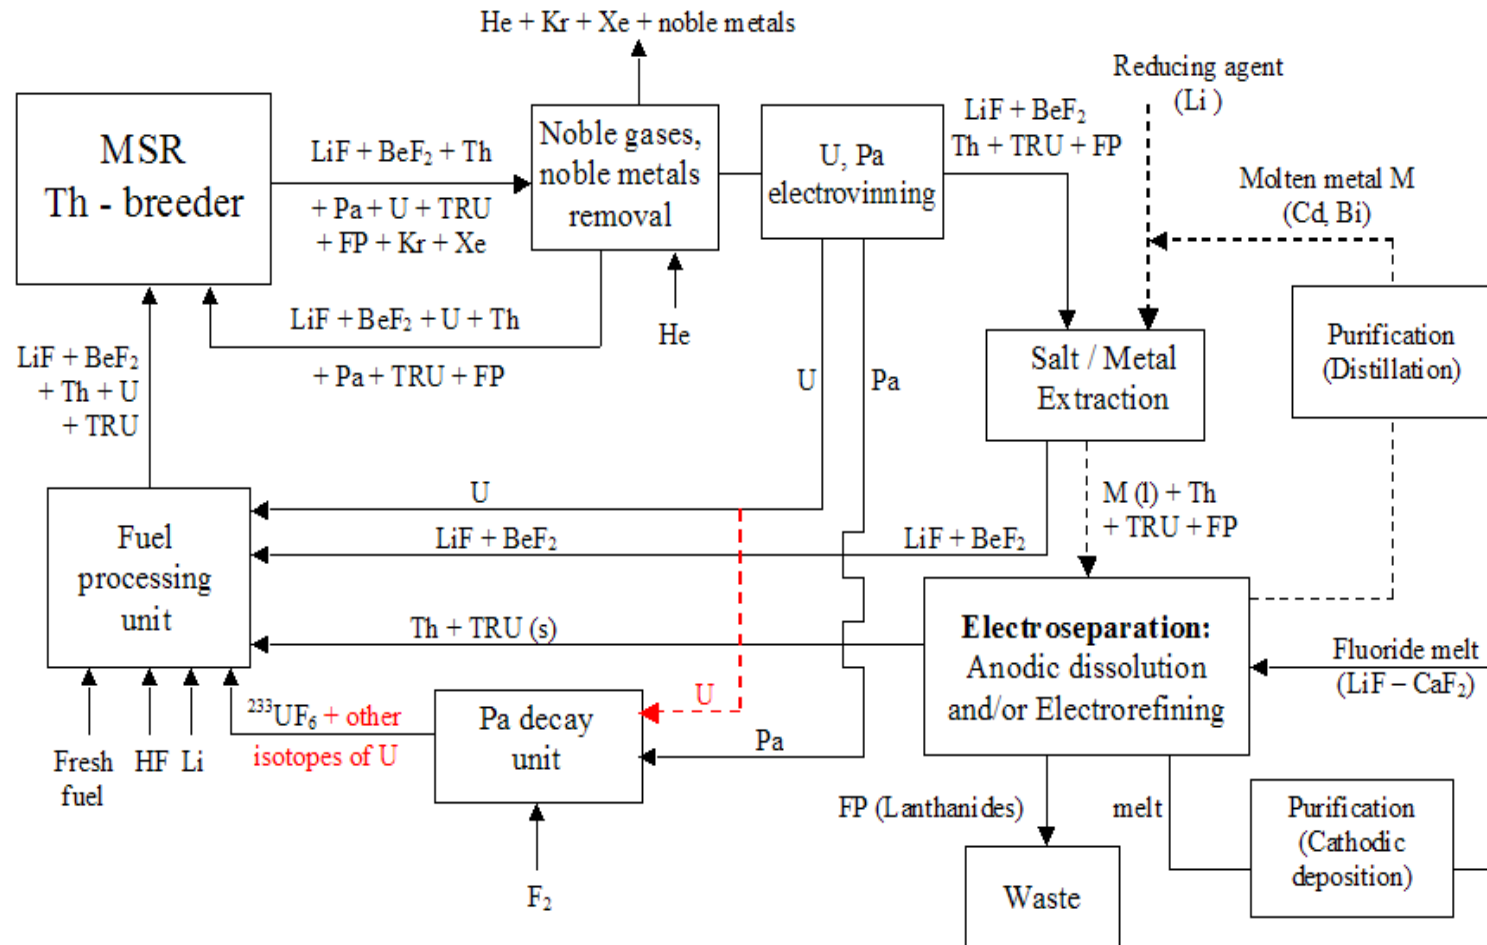 He + Kr + Xe + noble metals
MSR
Th - breeder
LiF + BeF₂ + Th
+ Pa + U + TRU
+ FP + Kr + Xe
Noble gases,
noble metals
removal
U, Pa
electrovinning
LiF + BeF₂
Th + TRU + FP
Reducing agent
(Li )
Molten metal M
(Cd, Bi)
LiF + BeF₂ + U + Th
+ Pa + TRU + FP
He
U
Pa
Salt / Metal
Extraction
Purification
(Distillation)
LiF + BeF₂
+ Th + U
+ TRU
Fuel
processing
unit
U
LiF + BeF₂
LiF + BeF₂
M (l) + Th
+ TRU + FP
Th + TRU (s)
Electroseparation:
Anodic dissolution
and/or Electrorefining
Fluoride melt
(LiF – CaF₂)
²³³UF₆ + other
isotopes of U
Pa decay
unit
U
Pa
Fresh
fuel
HF
Li
F₂
FP (Lanthanides)
melt
Waste
Purification
(Cathodic
deposition)